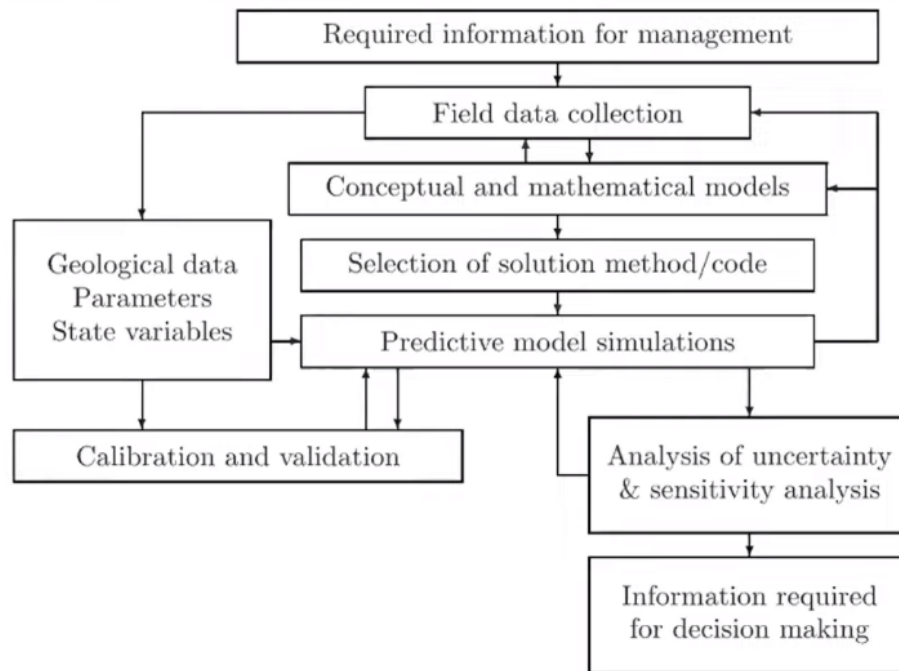 Required information for management
Field data collection
Conceptual and mathematical models
Geological data
Parameters
State variables
Selection of solution method/code
Predictive model simulations
Calibration and validation
Analysis of uncertainty
& sensitivity analysis
Information required
for decision making